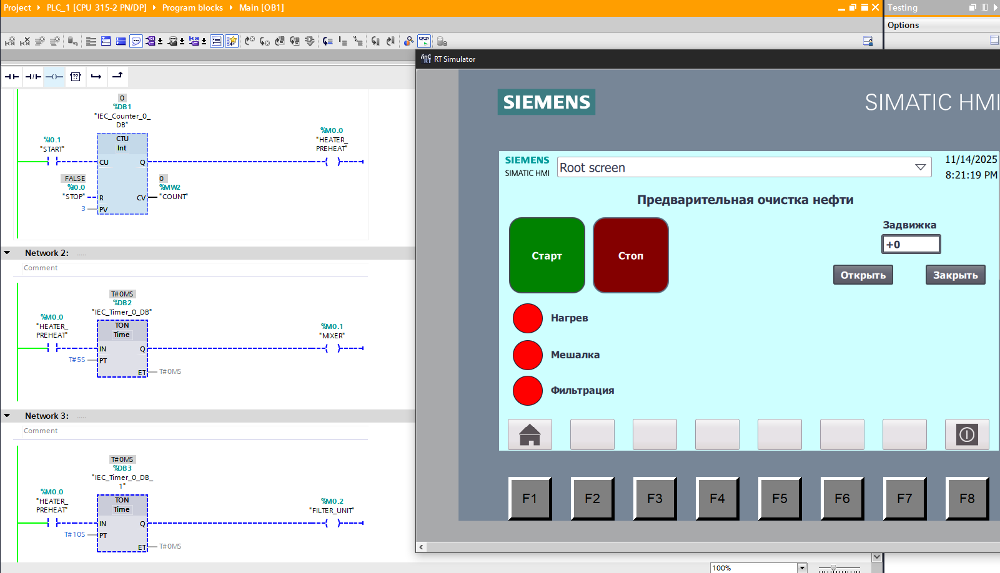 Project ▸ PLC_1 [CPU 315-2 PN/DP] ▸ Program blocks ▸ Main [OB1]
Testing
Options
??
0
%DB1
"IEC_Counter_0_
DB"
CTU
Int
%I0.1
"START"
CU
Q
%M0.0
"HEATER_
PREHEAT"
FALSE
%I0.0
"STOP"
R
0
%MW2
CV
"COUNT"
3
PV
Network 2: .....
Comment
T#0MS
%DB2
"IEC_Timer_0_DB"
TON
Time
%M0.0
"HEATER_
PREHEAT"
IN
Q
%M0.1
"MIXER"
T#5S
PT
ET
T#0MS
Network 3: .....
Comment
T#0MS
%DB3
"IEC_Timer_0_DB_
1"
TON
Time
%M0.0
"HEATER_
PREHEAT"
IN
Q
%M0.2
"FILTER_UNIT"
T#10S
PT
ET
T#0MS
100%
RT Simulator
SIEMENS
SIMATIC HMI
SIEMENS
SIMATIC HMI
Root screen
11/14/2025
8:21:19 PM
Предварительная очистка нефти
Старт
Стоп
Задвижка
+0
Открыть
Закрыть
Нагрев
Мешалка
Фильтрация
F1 F2 F3 F4 F5 F6 F7 F8